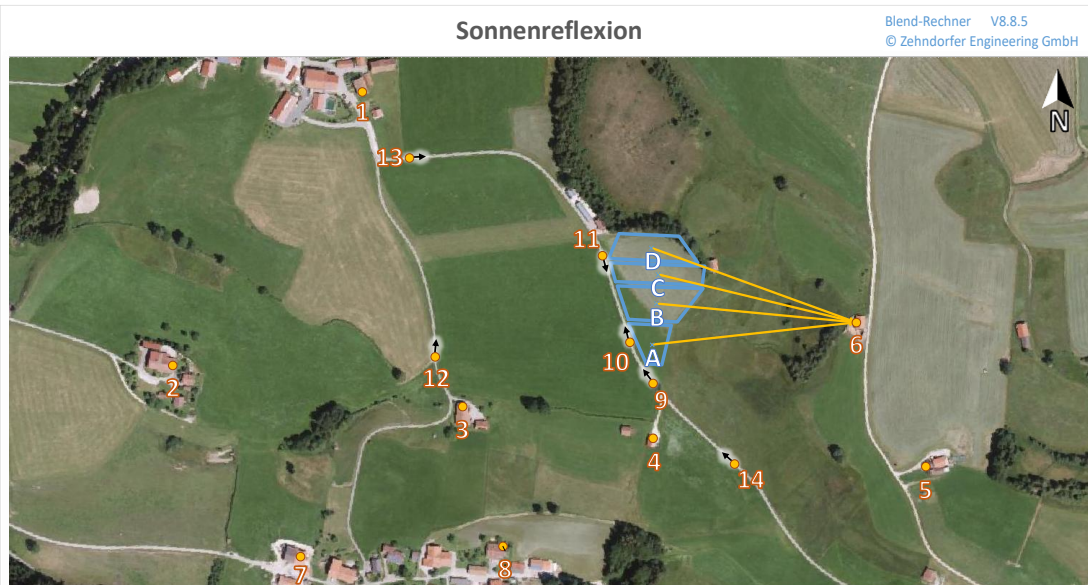 Sonnenreflexion
Blend-Rechner V8.8.5
© Zehndorfer Engineering GmbH
N
1
13
11
D
C
B
A
6
10
2
12
9
3
4
14
5
7
8